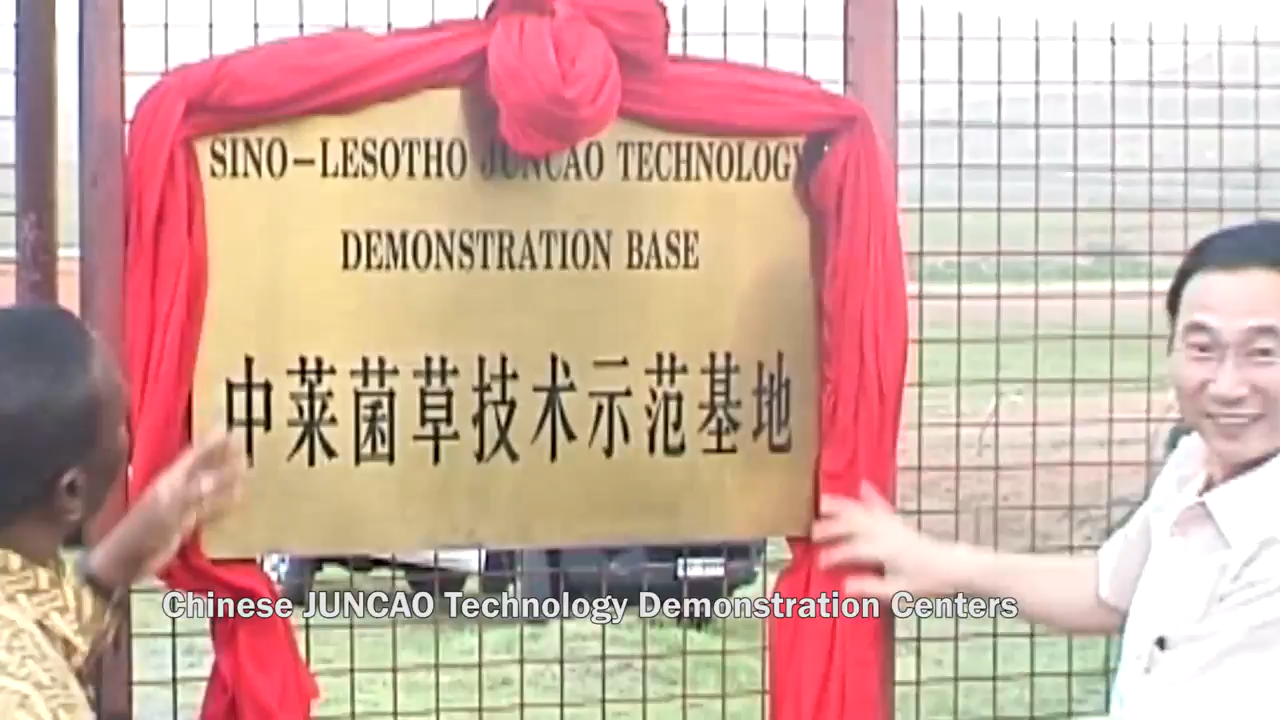 SINO-LESOTHO JUNCAO TECHNOLOGY
DEMONSTRATION BASE
中莱菌草技术示范基地
Chinese JUNCAO Technology Demonstration Centers